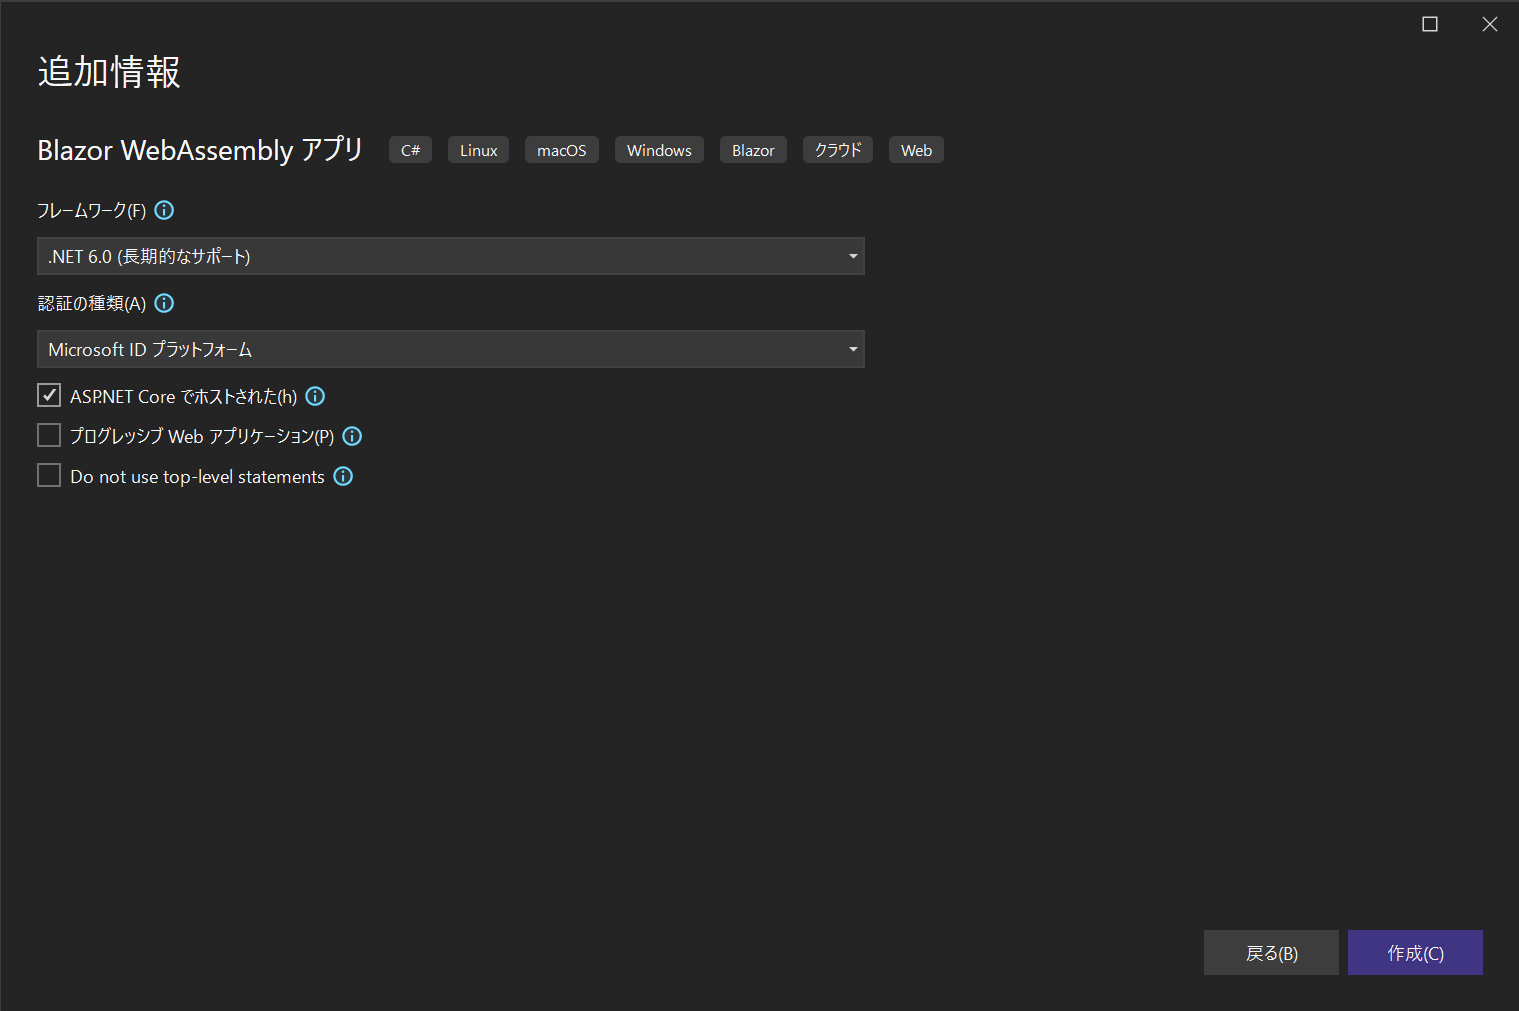 追加情報
Blazor WebAssembly アプリ C# Linux macOS Windows Blazor クラウド Web
フレームワーク(F)
.NET 6.0 (長期的なサポート)
認証の種類(A)
Microsoft ID プラットフォーム
ASP.NET Core でホストされた(h)
プログレッシブ Web アプリケーション(P)
Do not use top-level statements
戻る(B) 作成(C)